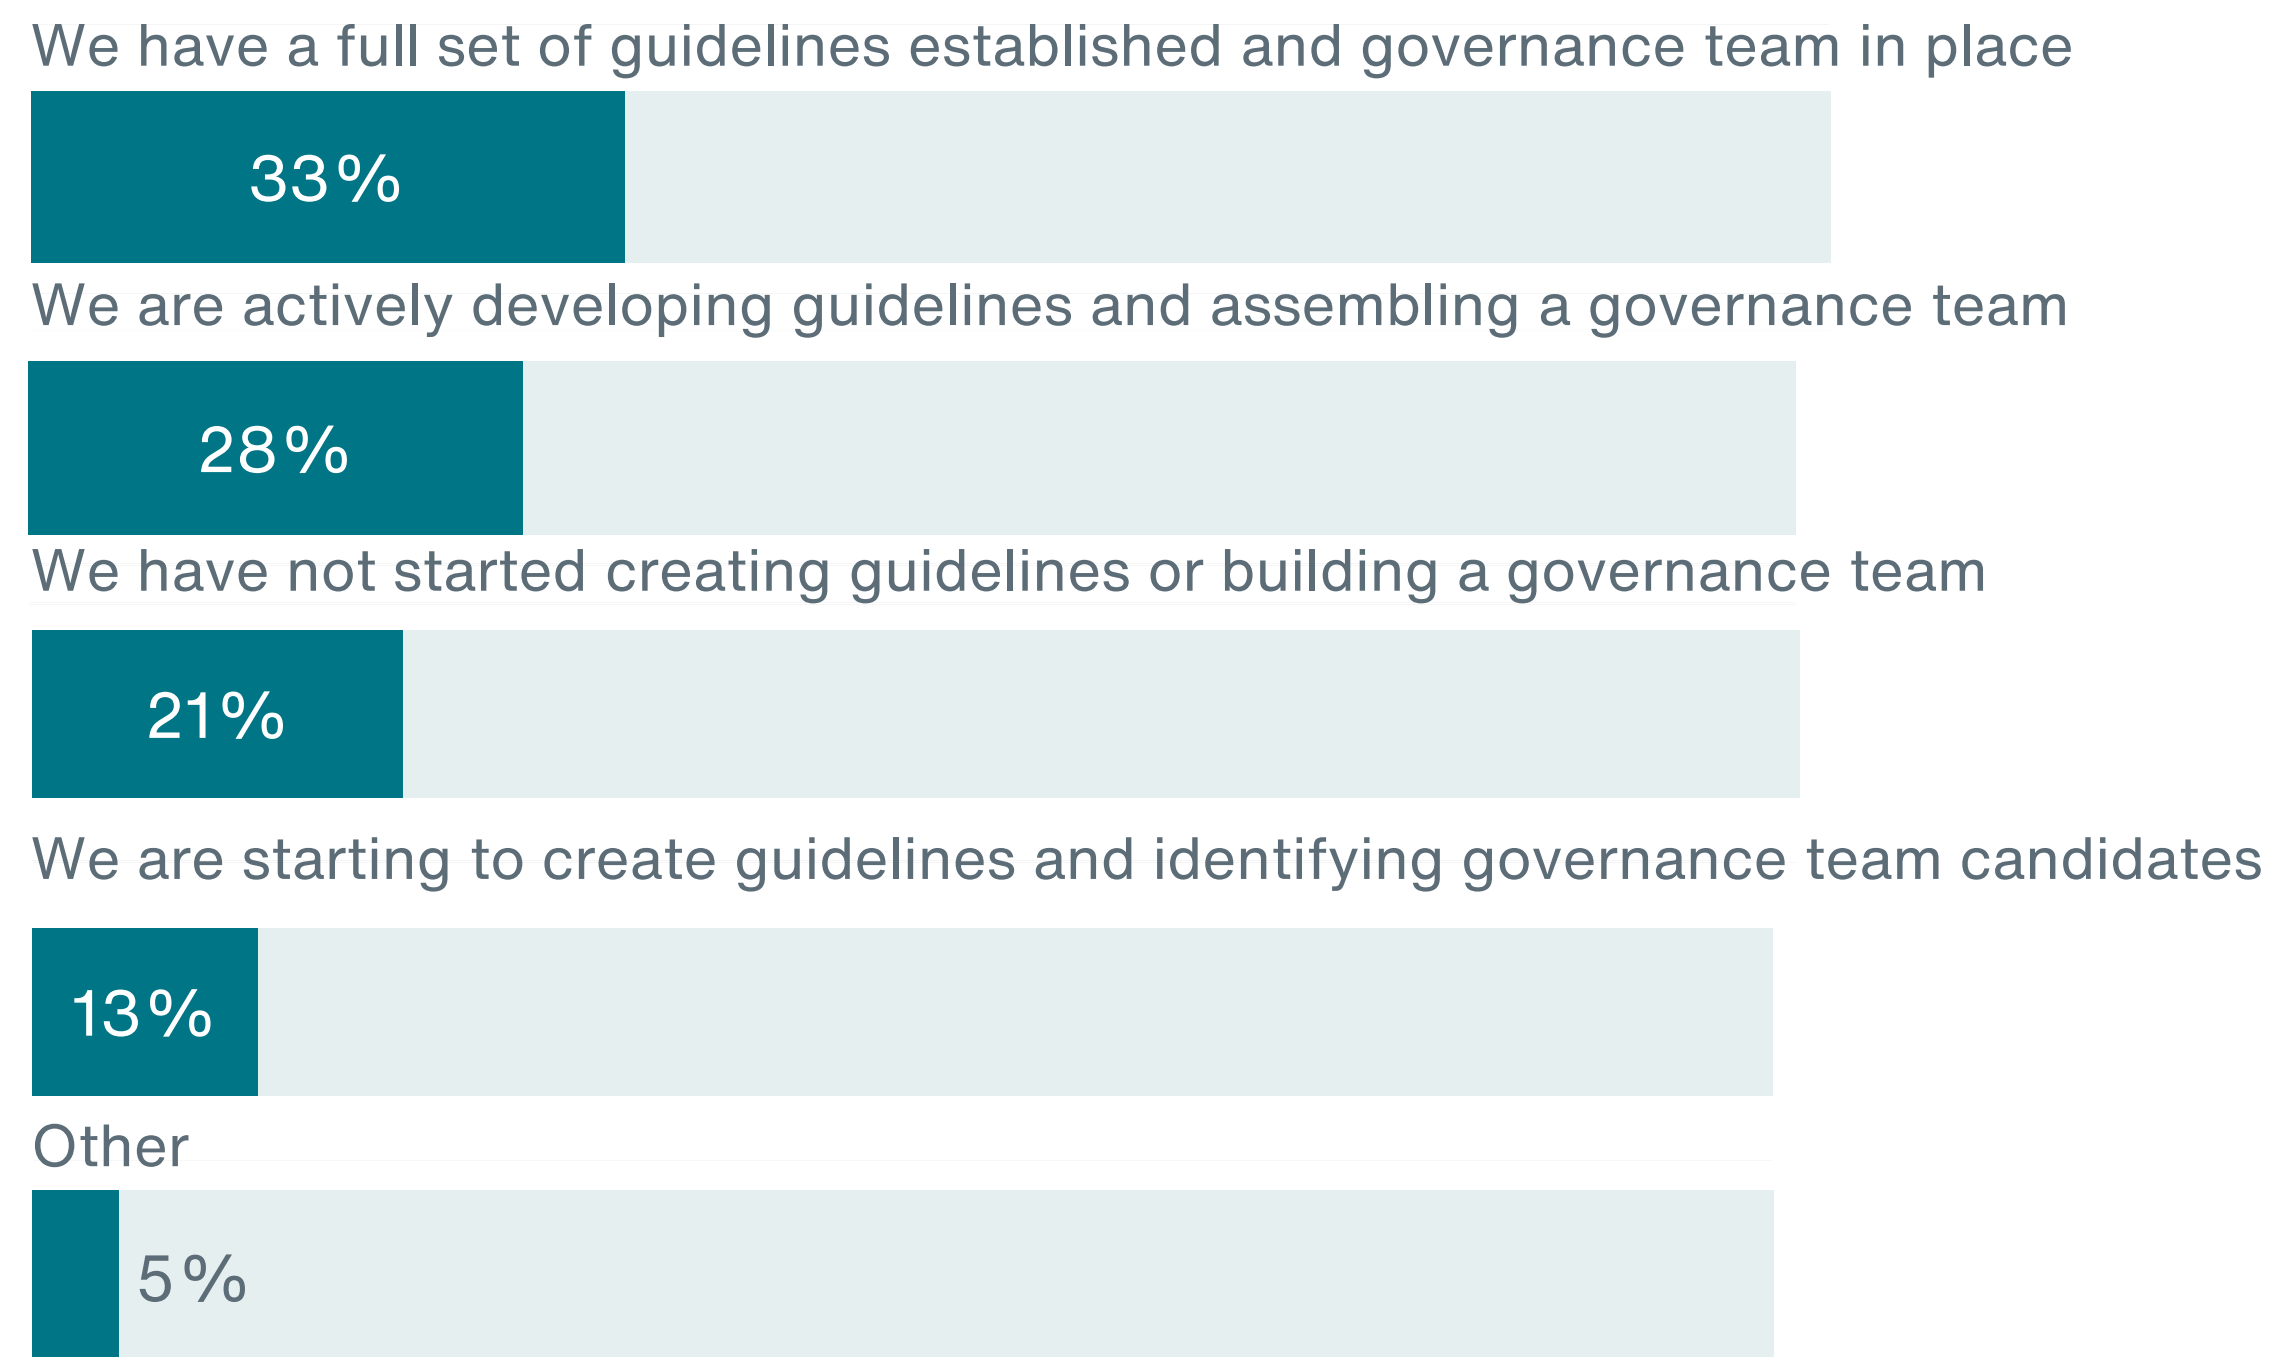 We have a full set of guidelines established and governance team in place
33%
We are actively developing guidelines and assembling a governance team
28%
We have not started creating guidelines or building a governance team
21%
We are starting to create guidelines and identifying governance team candidates
13%
Other
5%